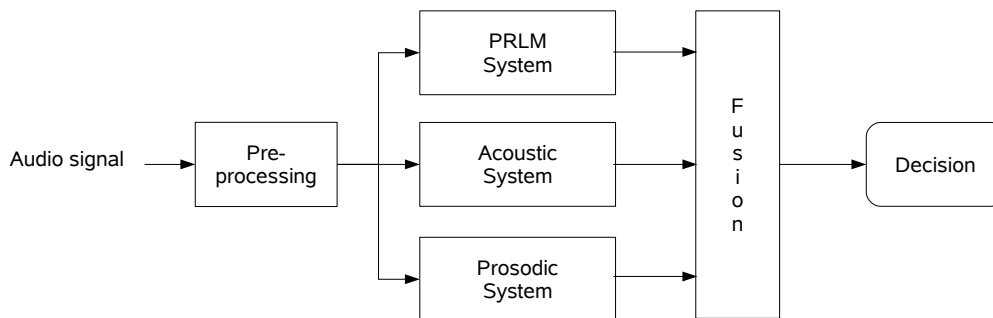 Audio signal
Pre-
processing
PRLM
System
Acoustic
System
Prosodic
System
F
u
s
i
o
n
Decision